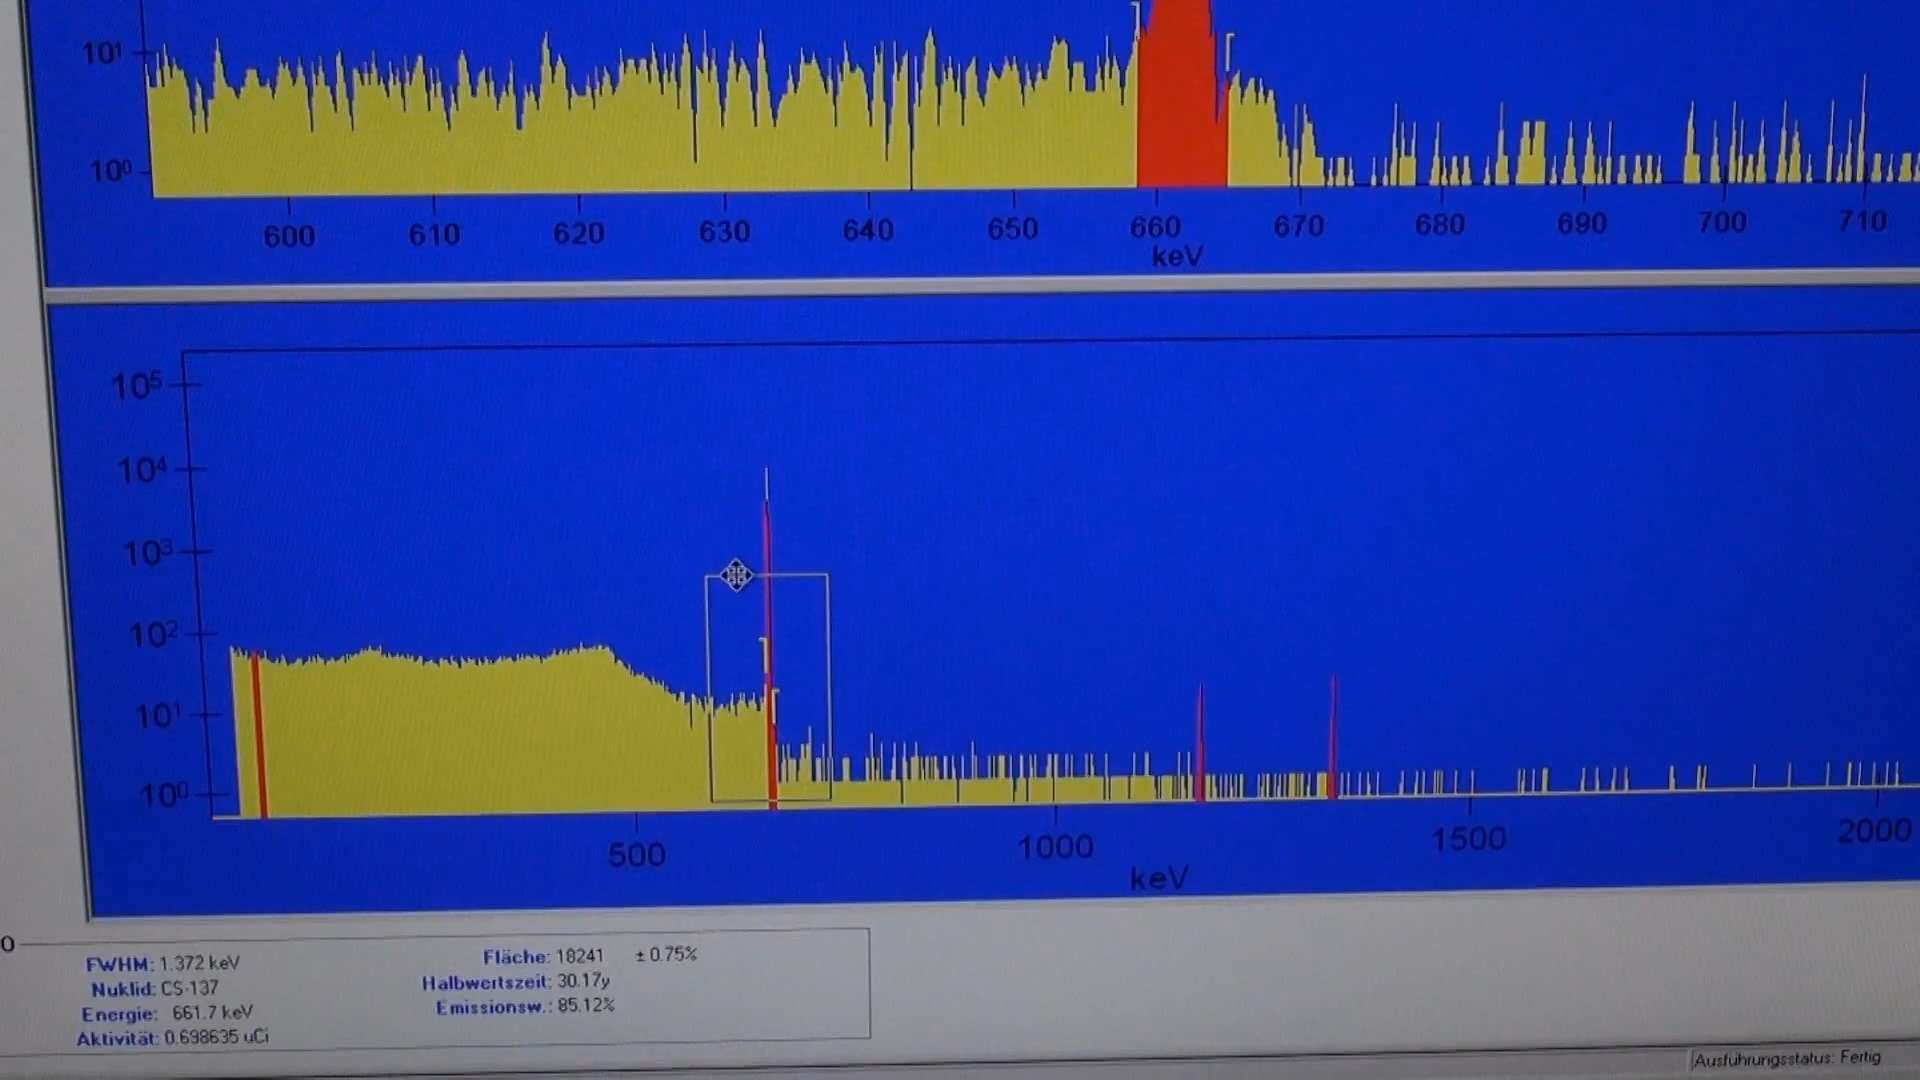 10¹
10⁰
600 610 620 630 640 650 660 670 680 690 700 710
keV
10⁵
10⁴
10³
10²
10¹
10⁰
500 1000 1500 2000
keV
FWHM: 1.372 keV
Nuklid: CS-137
Energie: 661.7 keV
Aktivität: 0.698635 uCi
Fläche: 18241 ± 0.75%
Halbwertszeit: 30.17y
Emissionsw.: 85.12%
Ausführungsstatus: Fertig